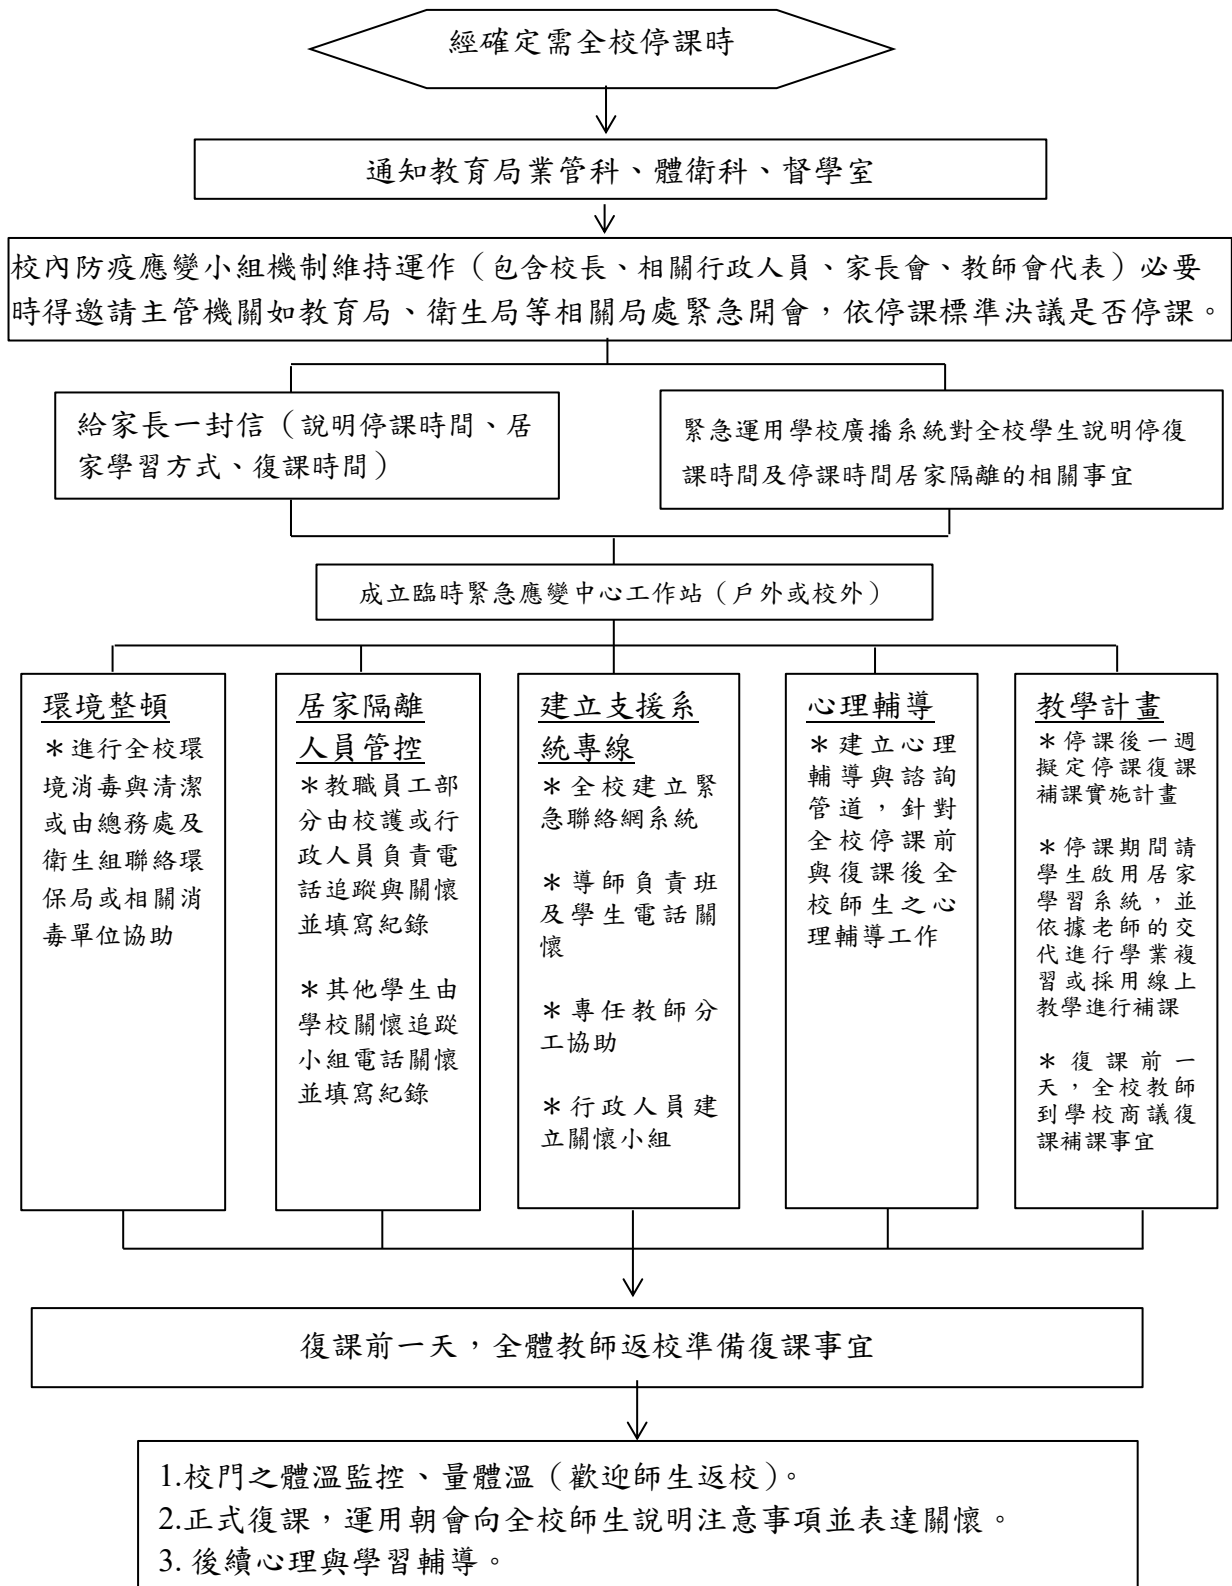 經確定需全校停課時
通知教育局業管科、體衛科、督學室
校內防疫應變小組機制維持運作（包含校長、相關行政人員、家長會、教師會代表）必要
時得邀請主管機關如教育局、衛生局等相關局處緊急開會，依停課標準決議是否停課。
給家長一封信（說明停課時間、居
家學習方式、復課時間）
緊急運用學校廣播系統對全校學生說明停復
課時間及停課時間居家隔離的相關事宜
成立臨時緊急應變中心工作站（戶外或校外）
環境整頓
＊進行全校環
境消毒與清潔
或由總務處及
衛生組聯絡環
保局或相關消
毒單位協助
居家隔離
人員管控
＊教職員工部
分由校護或行
政人員負責電
話追蹤與關懷
並填寫紀錄
＊其他學生由
學校關懷追蹤
小組電話關懷
並填寫紀錄
建立支援系
統專線
＊全校建立緊
急聯絡網系統
＊導師負責班
及學生電話關
懷
＊專任教師分
工協助
＊行政人員建
立關懷小組
心理輔導
＊建立心理
輔導與諮詢
管道，針對
全校停課前
與復課後全
校師生之心
理輔導工作
教學計畫
＊停課後一週
擬定停課復課
補課實施計畫
＊停課期間請
學生啟用居家
學習系統，並
依據老師的交
代進行學業複
習或採用線上
教學進行補課
＊復課前一
天，全校教師
到學校商議復
課補課事宜
復課前一天，全體教師返校準備復課事宜
1.校門之體溫監控、量體溫（歡迎師生返校）。
2.正式復課，運用朝會向全校師生說明注意事項並表達關懷。
3. 後續心理與學習輔導。